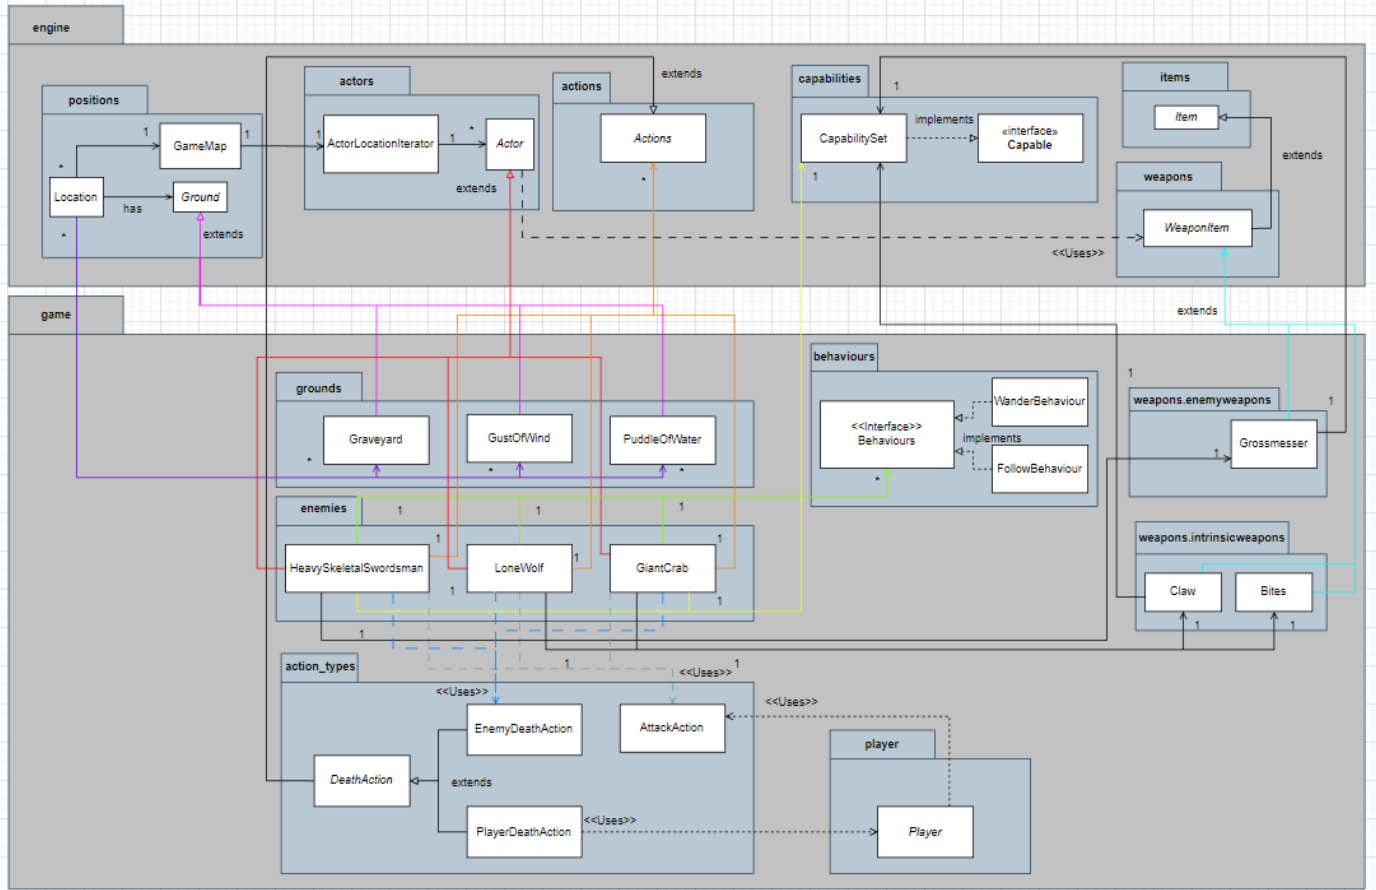 engine
positions
1
GameMap
1
*
Location
has
Ground
extends
*
actors
1
ActorLocationIterator
1
*
Actor
extends
actions
extends
Actions
*
capabilities
1
CapabilitySet
implements
«interface»
Capable
1
items
Item
extends
weapons
WeaponItem
<<Uses>>
extends
game
grounds
Graveyard
GustOfWind
PuddleOfWater
*
*
*
behaviours
<<Interface>>
Behaviours
WanderBehaviour
implements
FollowBehaviour
*
1
1
weapons.enemyweapons
Grossmesser
1
enemies
1
1
1
1
1
1
HeavySkeletalSwordsman
LoneWolf
GiantCrab
1
1
weapons.intrinsicweapons
Claw
Bites
1
1
1
1
1
action_types
<<Uses>>
<<Uses>>
EnemyDeathAction
AttackAction
<<Uses>>
DeathAction
extends
PlayerDeathAction
<<Uses>>
player
Player